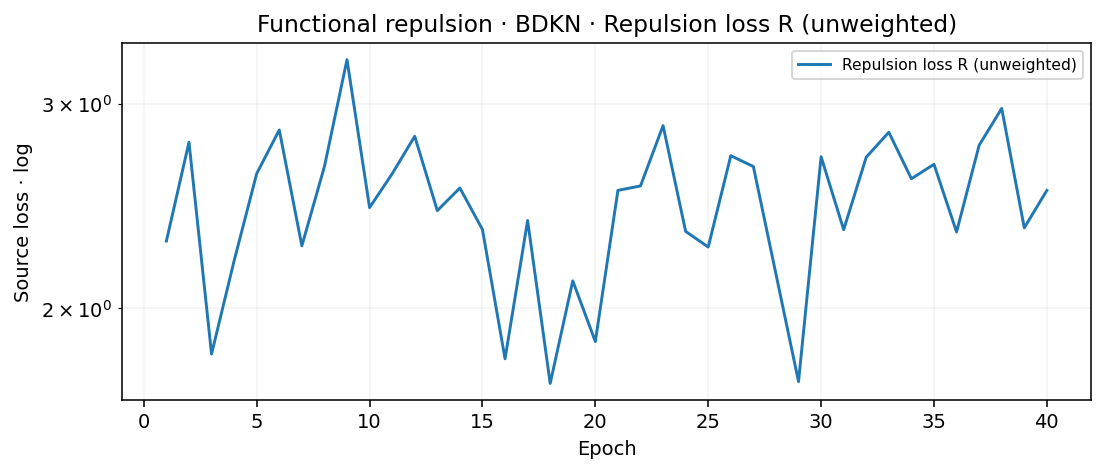 Functional repulsion · BDKN · Repulsion loss R (unweighted)
Repulsion loss R (unweighted)
Source loss · log
3 × 10⁰
2 × 10⁰
0 5 10 15 20 25 30 35 40
Epoch